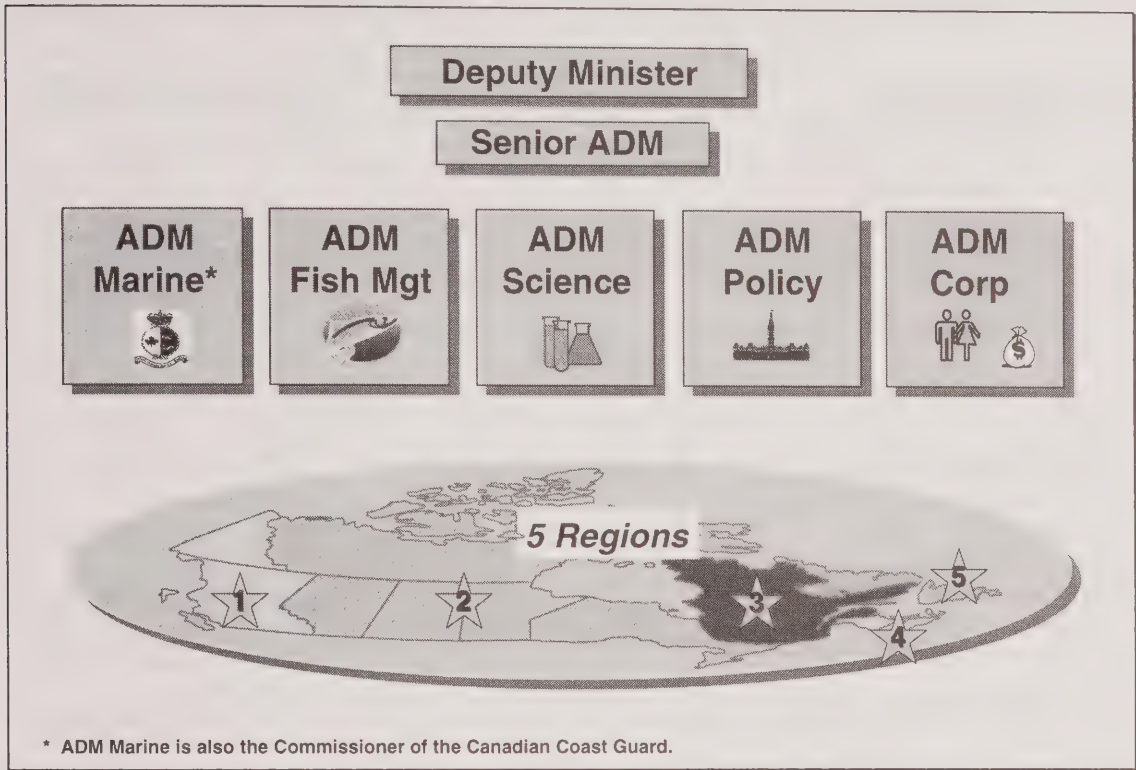 Deputy Minister
Senior ADM
ADM
Marine*
ADM
Fish Mgt
ADM
Science
ADM
Policy
ADM
Corp
$
5 Regions
1
2
3
4
5
* ADM Marine is also the Commissioner of the Canadian Coast Guard.